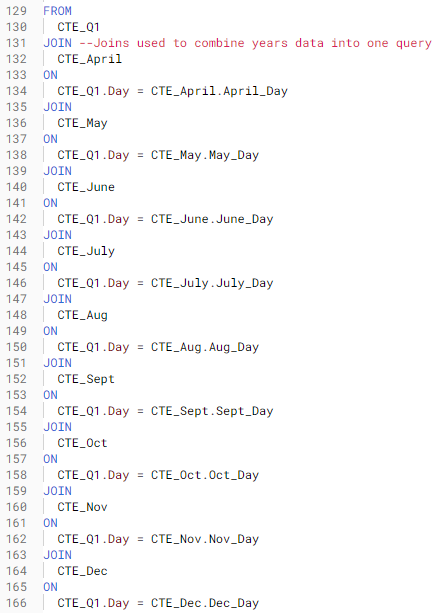 129 FROM
130 CTE_Q1
131 JOIN --Joins used to combine years data into one query
132 CTE_April
133 ON
134 CTE_Q1.Day = CTE_April.April_Day
135 JOIN
136 CTE_May
137 ON
138 CTE_Q1.Day = CTE_May.May_Day
139 JOIN
140 CTE_June
141 ON
142 CTE_Q1.Day = CTE_June.June_Day
143 JOIN
144 CTE_July
145 ON
146 CTE_Q1.Day = CTE_July.July_Day
147 JOIN
148 CTE_Aug
149 ON
150 CTE_Q1.Day = CTE_Aug.Aug_Day
151 JOIN
152 CTE_Sept
153 ON
154 CTE_Q1.Day = CTE_Sept.Sept_Day
155 JOIN
156 CTE_Oct
157 ON
158 CTE_Q1.Day = CTE_Oct.Oct_Day
159 JOIN
160 CTE_Nov
161 ON
162 CTE_Q1.Day = CTE_Nov.Nov_Day
163 JOIN
164 CTE_Dec
165 ON
166 CTE_Q1.Day = CTE_Dec.Dec_Day